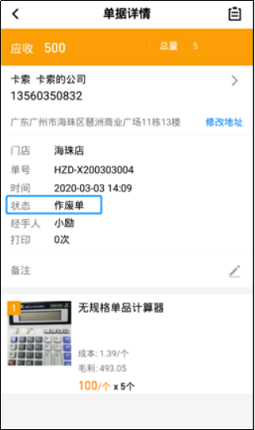 单据详情
应收 500 总量 5
卡索 卡索的公司
13560350832
广东广州市海珠区琶洲商业广场11栋13楼 修改地址
门店 海珠店
单号 HZD-X200303004
时间 2020-03-03 14:09
状态 作废单
经手人 小励
打印 0次
备注
1 无规格单品计算器
成本: 1.39/个
毛利: 493.05
100/个 x 5个